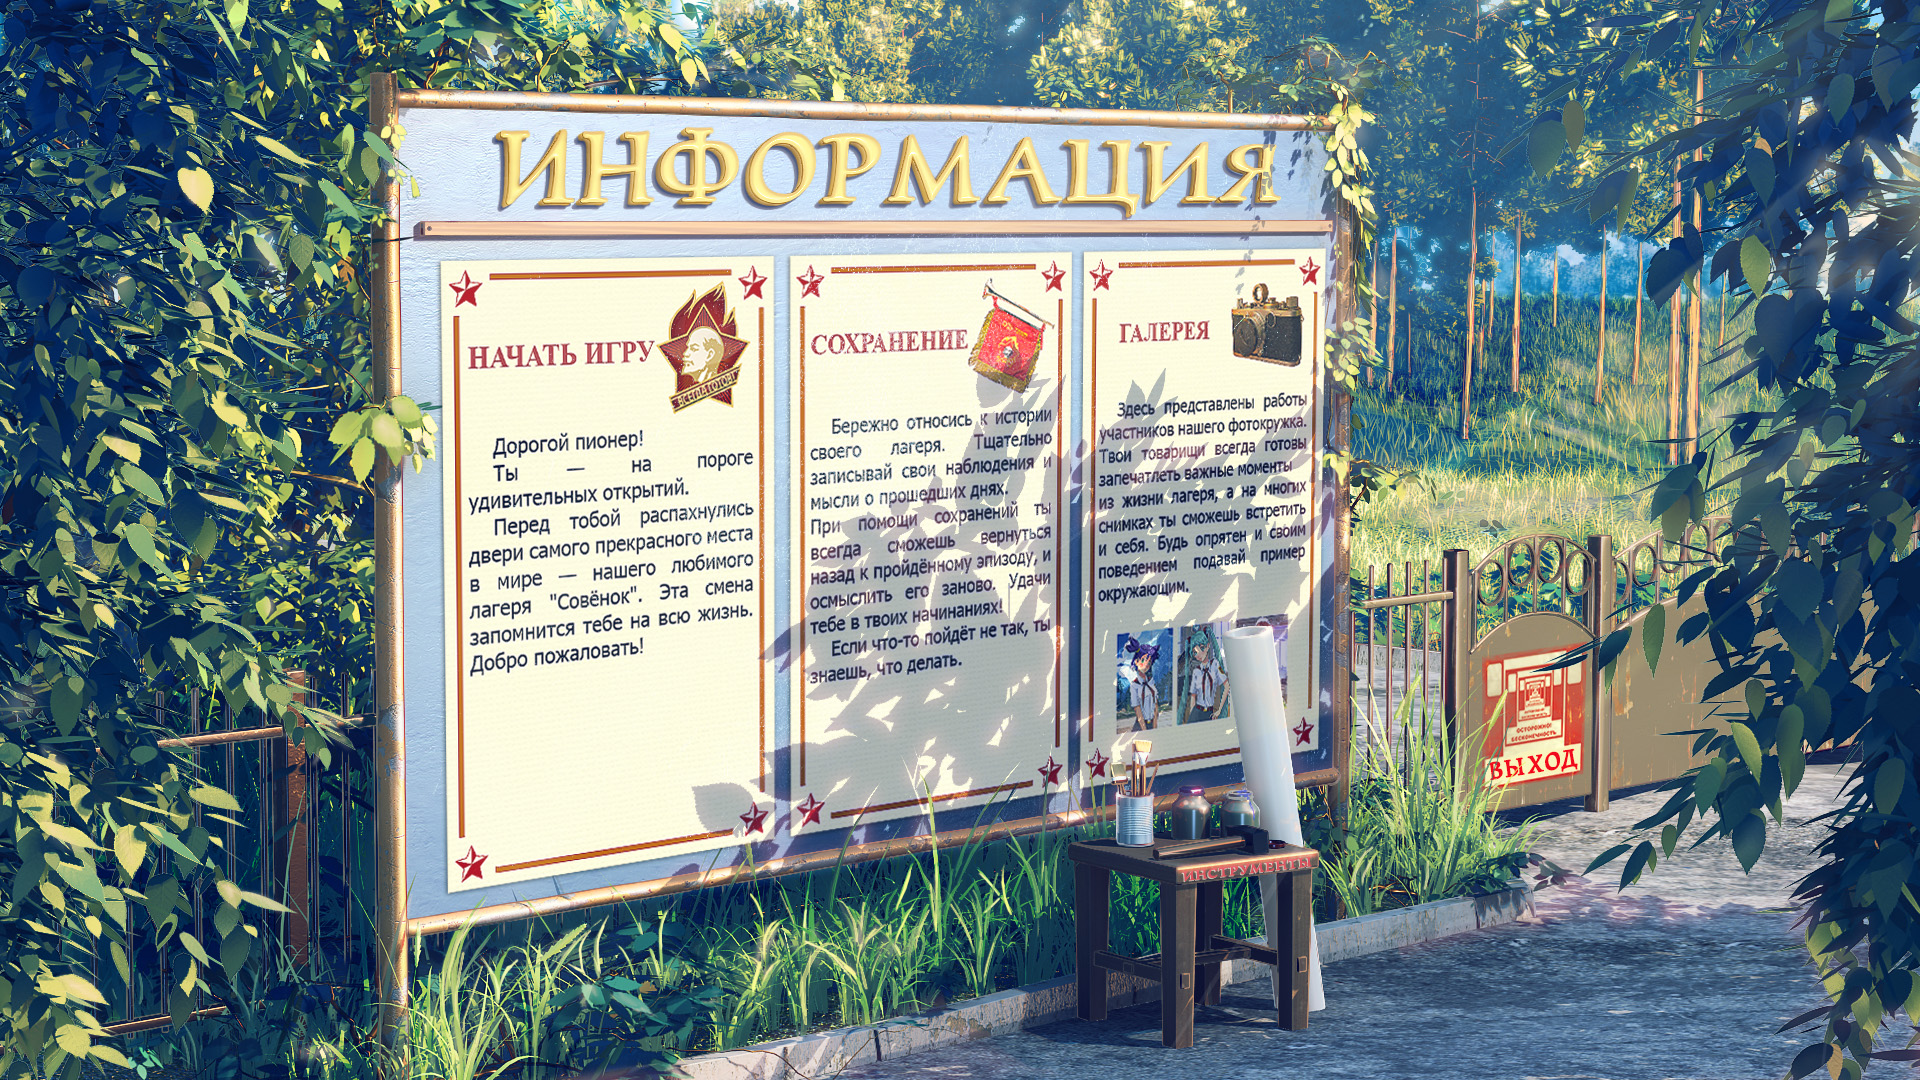 ИНФОРМАЦИЯ
НАЧАТЬ ИГРУ
ВСЕГДА ГОТОВ!
Дорогой пионер!
Ты — на пороге
удивительных открытий.
Перед тобой распахнулись
двери самого прекрасного места
в мире — нашего любимого
лагеря "Совёнок". Эта смена
запомнится тебе на всю жизнь.
Добро пожаловать!
СОХРАНЕНИЕ
Бережно относись к истории
своего лагеря. Тщательно
записывай свои наблюдения и
мысли о прошедших днях.
При помощи сохранений ты
всегда сможешь вернуться
назад к пройдённому эпизоду, и
осмыслить его заново. Удачи
тебе в твоих начинаниях!
Если что-то пойдёт не так, ты
знаешь, что делать.
ГАЛЕРЕЯ
Здесь представлены работы
участников нашего фотокружка.
Твои товарищи всегда готовы
запечатлеть важные моменты
из жизни лагеря, а на многих
снимках ты сможешь встретить
и себя. Будь опрятен и своим
поведением подавай пример
окружающим.
ИНСТРУМЕНТЫ
ОСТОРОЖНО!
БЕСКОНЕЧНОСТЬ
ВЫХОД